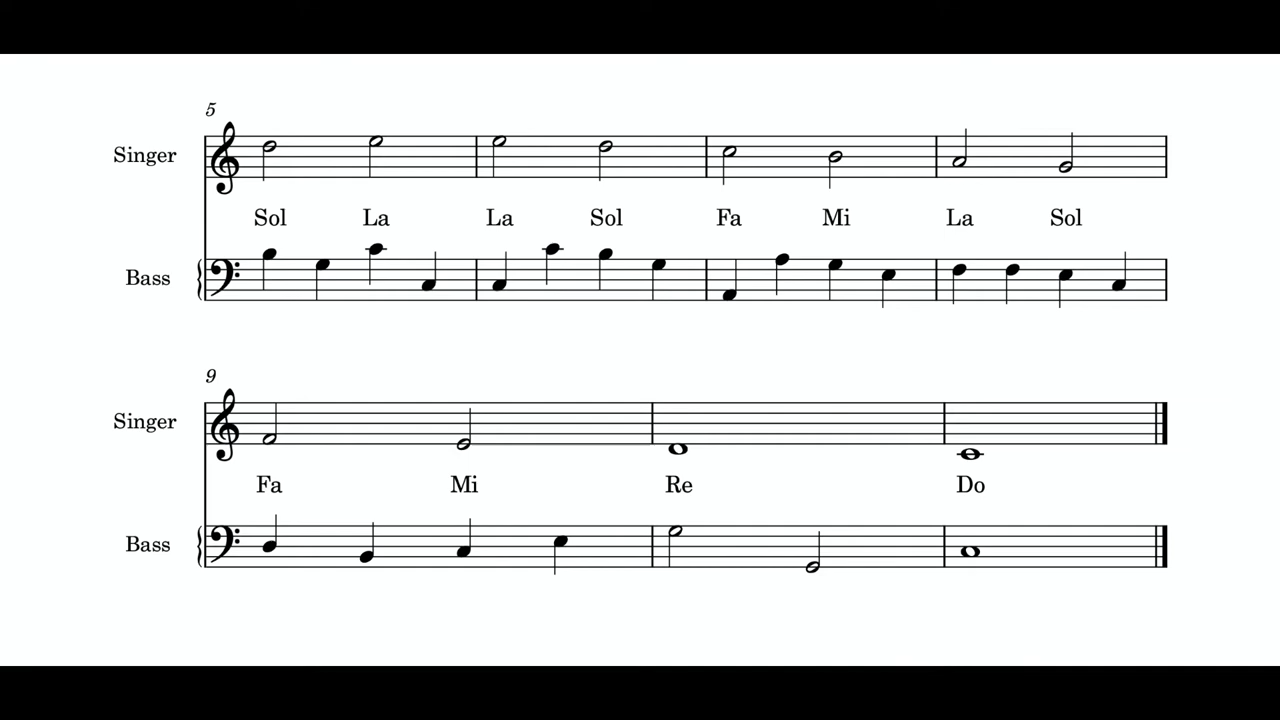 5
Singer
Sol La La Sol Fa Mi La Sol
Bass
9
Singer
Fa Mi Re Do
Bass